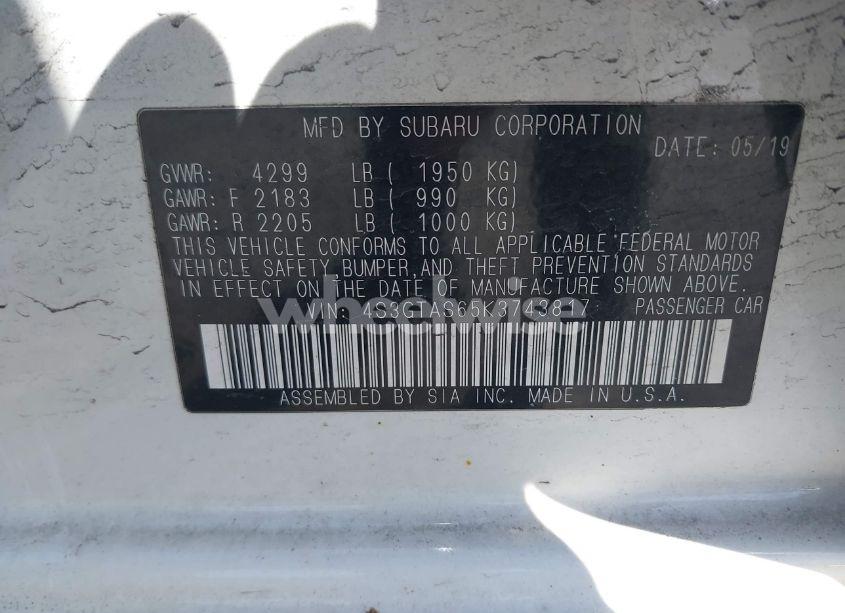 MFD BY SUBARU CORPORATION
DATE: 05/19
GVWR: 4299 LB ( 1950 KG)
GAWR: F 2183 LB ( 990 KG)
GAWR: R 2205 LB ( 1000 KG)
THIS VEHICLE CONFORMS TO ALL APPLICABLE FEDERAL MOTOR
VEHICLE SAFETY, BUMPER, AND THEFT PREVENTION STANDARDS
IN EFFECT ON THE DATE OF MANUFACTURE SHOWN ABOVE.
VIN: PASSENGER CAR
wheelwise
ASSEMBLED BY SIA INC. MADE IN U.S.A.